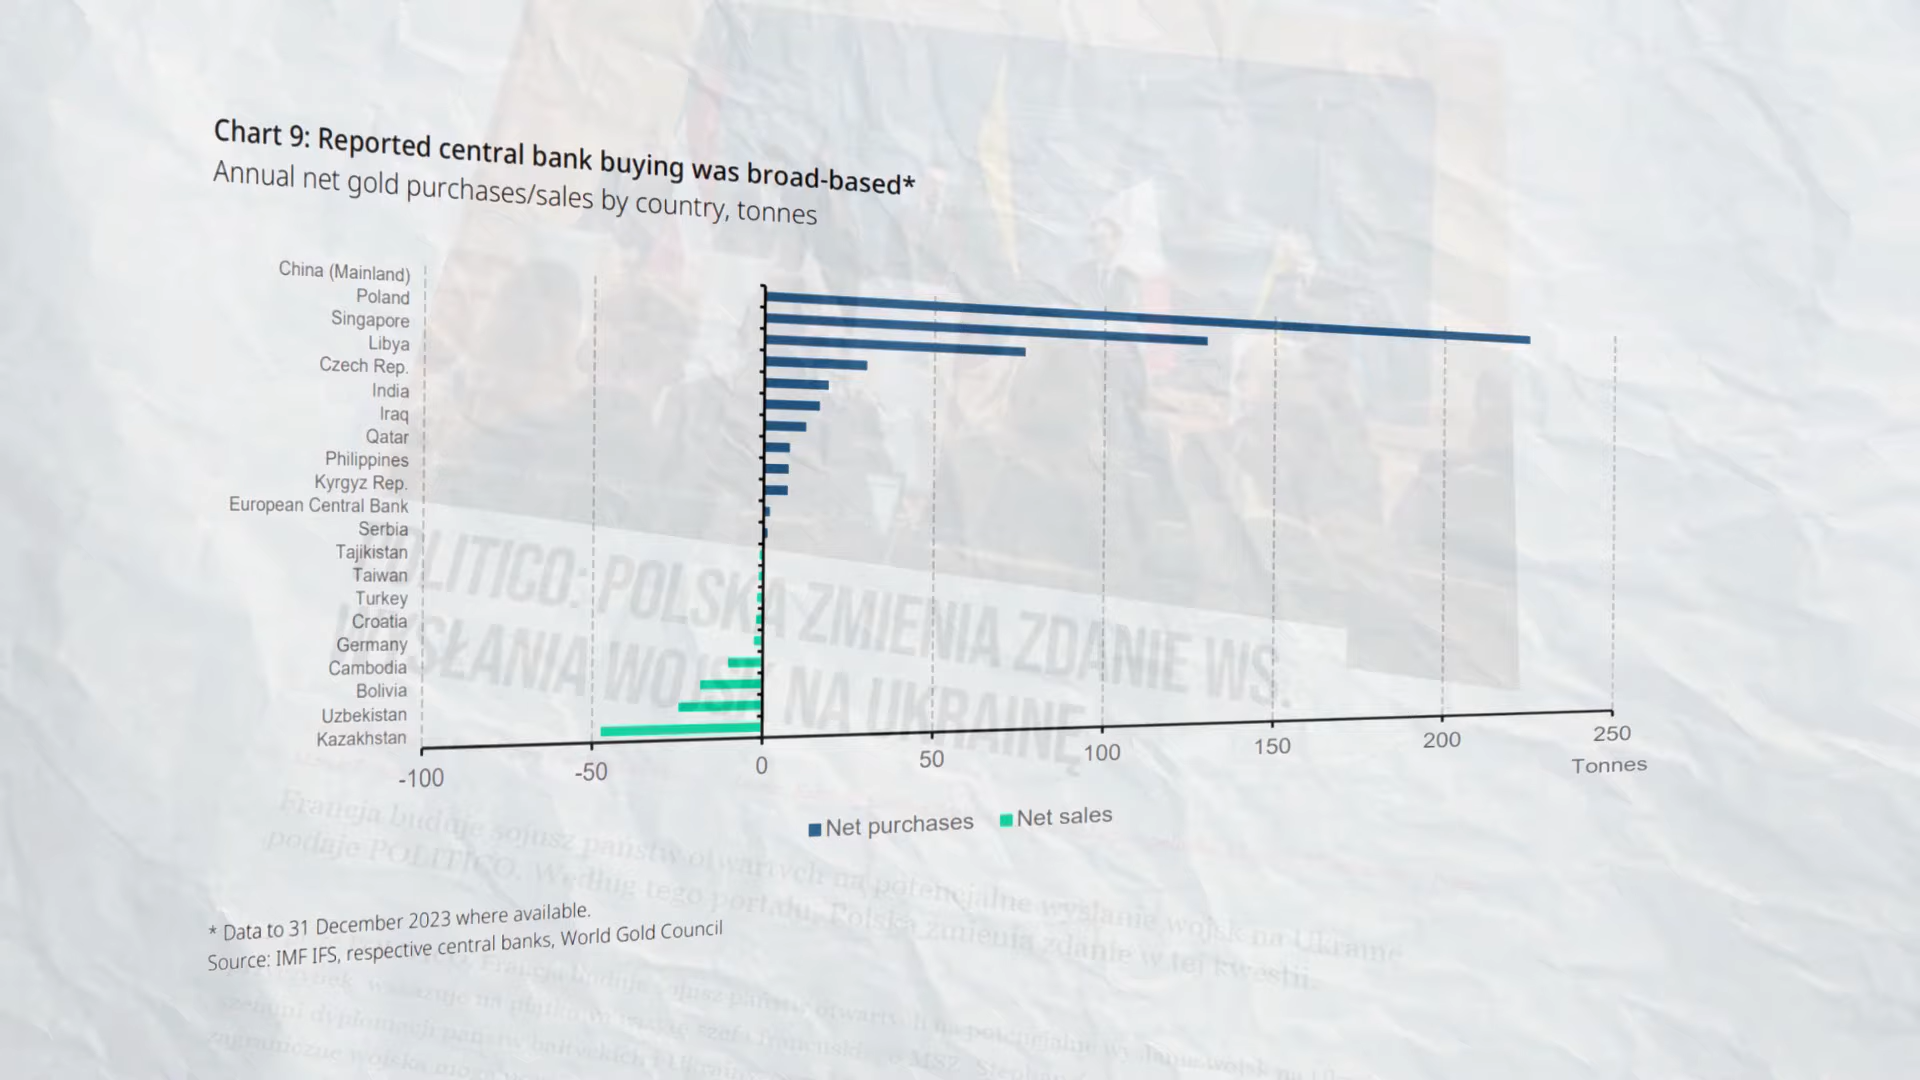 Chart 9: Reported central bank buying was broad-based*
Annual net gold purchases/sales by country, tonnes
China (Mainland)
Poland
Singapore
Libya
Czech Rep.
India
Iraq
Qatar
Philippines
Kyrgyz Rep.
European Central Bank
Serbia
Tajikistan
Taiwan
Turkey
Croatia
Germany
Cambodia
Bolivia
Uzbekistan
Kazakhstan
-100
-50
0
50
100
150
200
250
Tonnes
Net purchases
Net sales
* Data to 31 December 2023 where available.
Source: IMF IFS, respective central banks, World Gold Council
POLITICO: POLSKA ZMIENIA ZDANIE WS.
WYSŁANIA WOJSK NA UKRAINĘ
Francja buduje sojusz państw otwartych na potencjalne wysłanie wojsk na Ukrainę
podaje POLITICO. Według tego portalu, Polska zmienia zdanie w tej kwestii.